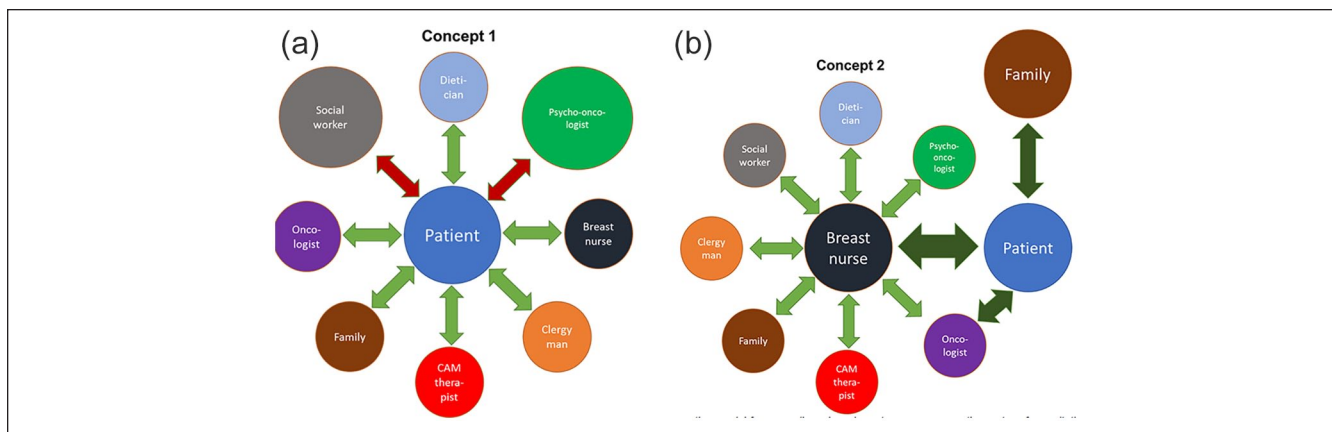 (a)
Concept 1
Dieti-
cian
Social
worker
Psycho-onco-
logist
Onco-
logist
Patient
Breast
nurse
Family
CAM
thera-
pist
Clergy
man
(b)
Concept 2
Family
Dieti-
cian
Social
worker
Psycho-
onco-
logist
Clergy
man
Breast
nurse
Patient
Family
CAM
thera-
pist
Onco-
logist